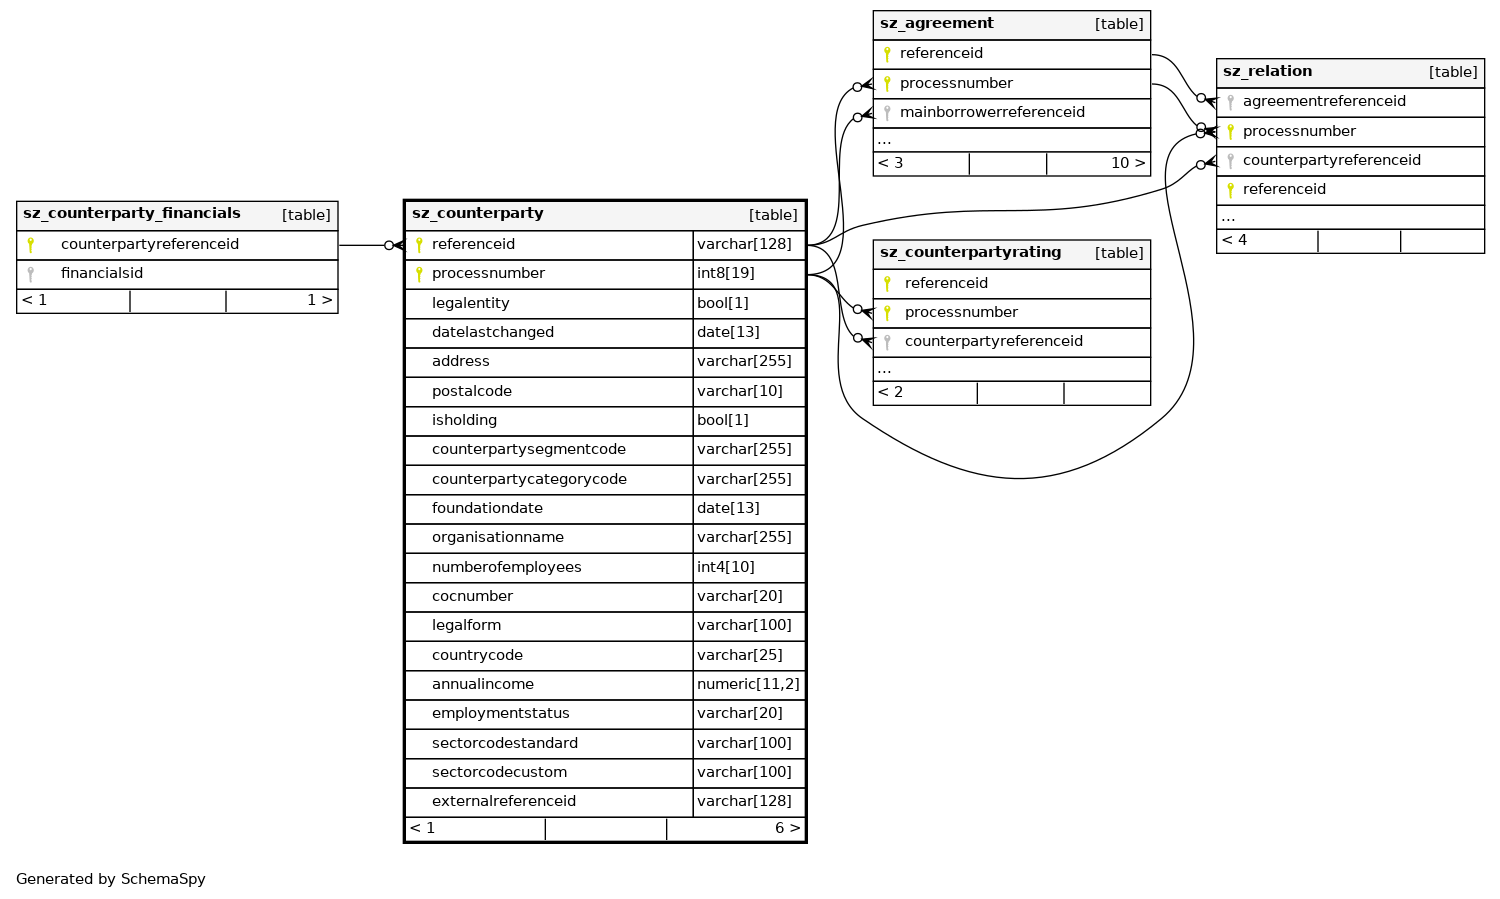 sz_agreement [table]
referenceid
processnumber
mainborrowerreferenceid
...
< 3 10 >
sz_relation [table]
agreementreferenceid
processnumber
counterpartyreferenceid
referenceid
...
< 4
sz_counterparty_financials [table]
counterpartyreferenceid
financialsid
< 1 1 >
sz_counterparty [table]
referenceid varchar[128]
processnumber int8[19]
legalentity bool[1]
datelastchanged date[13]
address varchar[255]
postalcode varchar[10]
isholding bool[1]
counterpartysegmentcode varchar[255]
counterpartycategorycode varchar[255]
foundationdate date[13]
organisationname varchar[255]
numberofemployees int4[10]
cocnumber varchar[20]
legalform varchar[100]
countrycode varchar[25]
annualincome numeric[11,2]
employmentstatus varchar[20]
sectorcodestandard varchar[100]
sectorcodecustom varchar[100]
externalreferenceid varchar[128]
< 1 6 >
sz_counterpartyrating [table]
referenceid
processnumber
counterpartyreferenceid
...
< 2
Generated by SchemaSpy